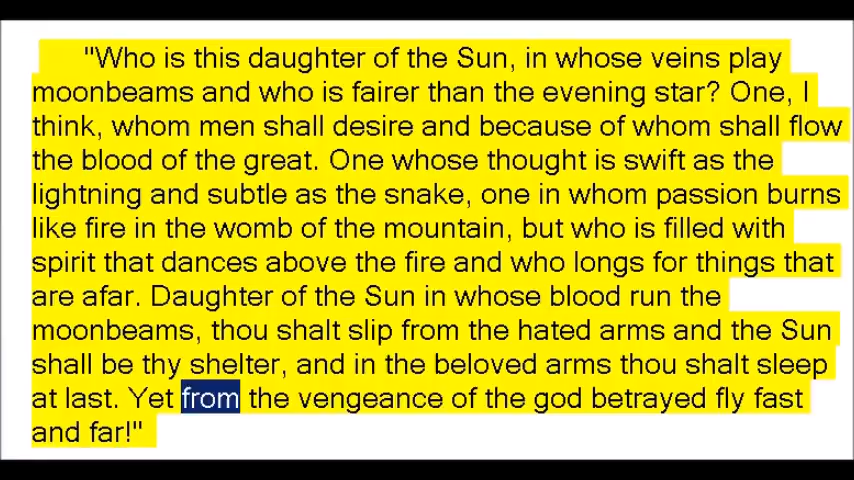 "Who is this daughter of the Sun, in whose veins play
moonbeams and who is fairer than the evening star? One, I
think, whom men shall desire and because of whom shall flow
the blood of the great. One whose thought is swift as the
lightning and subtle as the snake, one in whom passion burns
like fire in the womb of the mountain, but who is filled with
spirit that dances above the fire and who longs for things that
are afar. Daughter of the Sun in whose blood run the
moonbeams, thou shalt slip from the hated arms and the Sun
shall be thy shelter, and in the beloved arms thou shalt sleep
at last. Yet from the vengeance of the god betrayed fly fast
and far!"